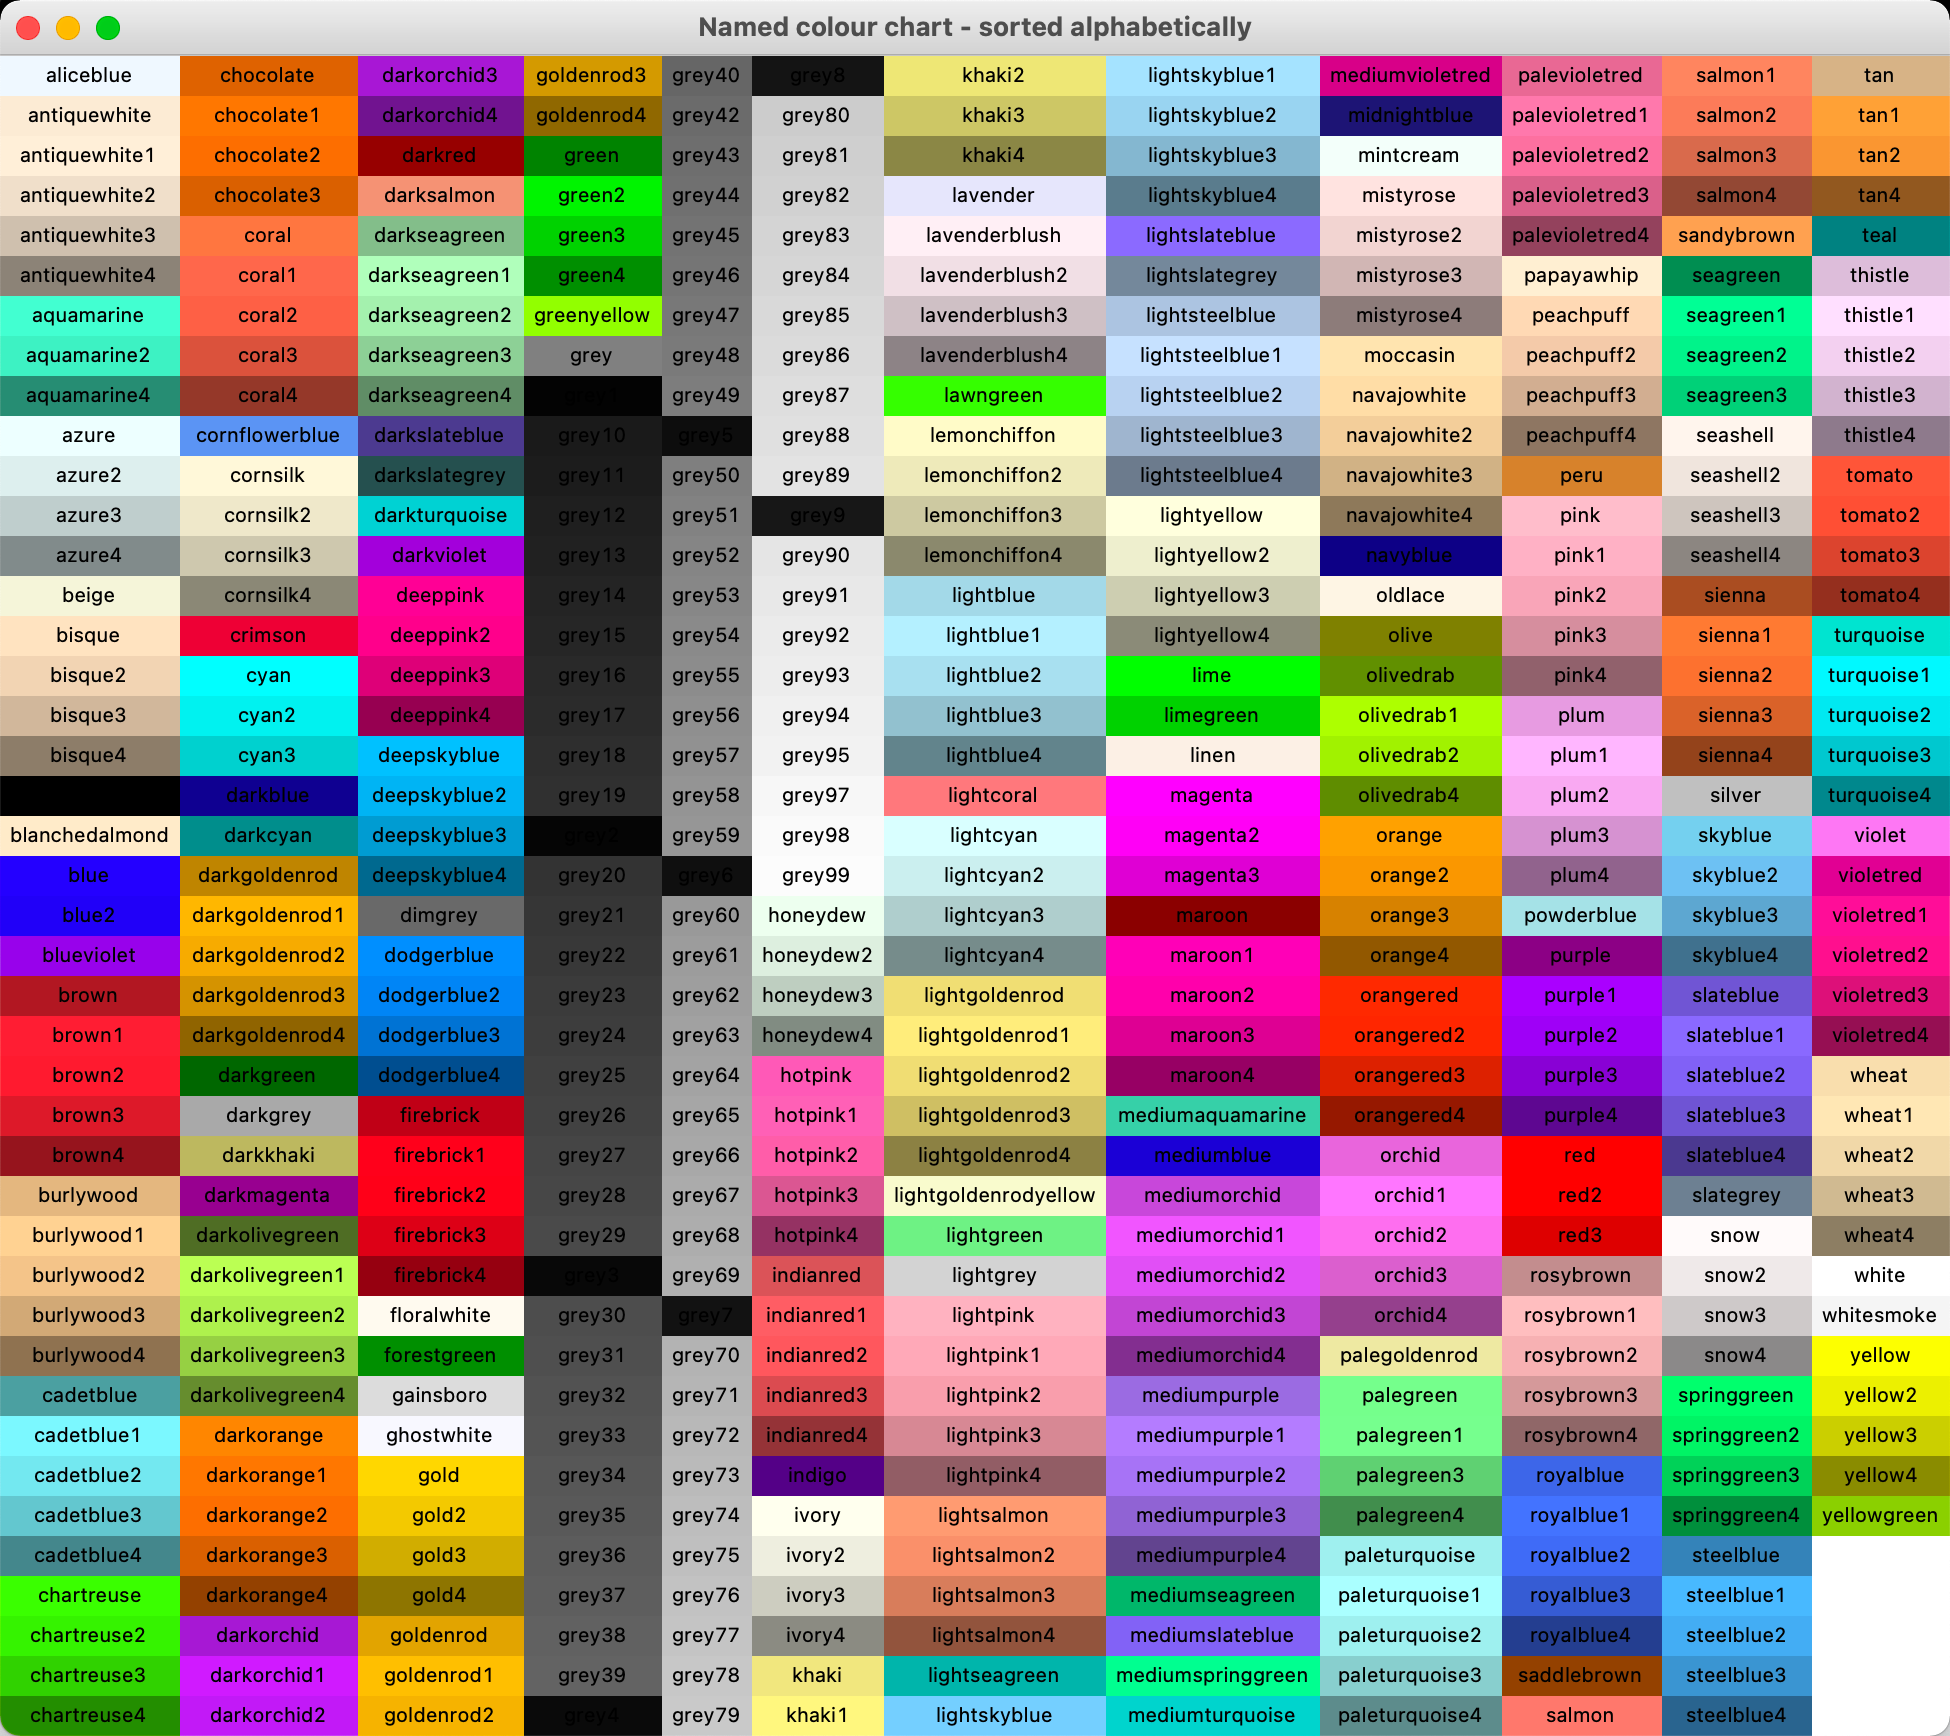 Named colour chart - sorted alphabetically
aliceblue
antiquewhite
antiquewhite1
antiquewhite2
antiquewhite3
antiquewhite4
aquamarine
aquamarine2
aquamarine4
azure
azure2
azure3
azure4
beige
bisque
bisque2
bisque3
bisque4
blanchedalmond
blue
blue2
blueviolet
brown
brown1
brown2
brown3
brown4
burlywood
burlywood1
burlywood2
burlywood3
burlywood4
cadetblue
cadetblue1
cadetblue2
cadetblue3
cadetblue4
chartreuse
chartreuse2
chartreuse3
chartreuse4
chocolate
chocolate1
chocolate2
chocolate3
coral
coral1
coral2
coral3
coral4
cornflowerblue
cornsilk
cornsilk2
cornsilk3
cornsilk4
crimson
cyan
cyan2
cyan3
darkblue
darkcyan
darkgoldenrod
darkgoldenrod1
darkgoldenrod2
darkgoldenrod3
darkgoldenrod4
darkgreen
darkgrey
darkkhaki
darkmagenta
darkolivegreen
darkolivegreen1
darkolivegreen2
darkolivegreen3
darkolivegreen4
darkorange
darkorange1
darkorange2
darkorange3
darkorange4
darkorchid
darkorchid1
darkorchid2
darkorchid3
darkorchid4
darkred
darksalmon
darkseagreen
darkseagreen1
darkseagreen2
darkseagreen3
darkseagreen4
darkslateblue
darkslategrey
darkturquoise
darkviolet
deeppink
deeppink2
deeppink3
deeppink4
deepskyblue
deepskyblue2
deepskyblue3
deepskyblue4
dimgrey
dodgerblue
dodgerblue2
dodgerblue3
dodgerblue4
firebrick
firebrick1
firebrick2
firebrick3
firebrick4
floralwhite
forestgreen
gainsboro
ghostwhite
gold
gold2
gold3
gold4
goldenrod
goldenrod1
goldenrod2
goldenrod3
goldenrod4
green
green2
green3
green4
greenyellow
grey
grey1
grey10
grey11
grey12
grey13
grey14
grey15
grey16
grey17
grey18
grey19
grey2
grey20
grey21
grey22
grey23
grey24
grey25
grey26
grey27
grey28
grey29
grey3
grey30
grey31
grey32
grey33
grey34
grey35
grey36
grey37
grey38
grey39
grey4
grey40
grey42
grey43
grey44
grey45
grey46
grey47
grey48
grey49
grey5
grey50
grey51
grey52
grey53
grey54
grey55
grey56
grey57
grey58
grey59
grey6
grey60
grey61
grey62
grey63
grey64
grey65
grey66
grey67
grey68
grey69
grey7
grey70
grey71
grey72
grey73
grey74
grey75
grey76
grey77
grey78
grey79
grey8
grey80
grey81
grey82
grey83
grey84
grey85
grey86
grey87
grey88
grey89
grey9
grey90
grey91
grey92
grey93
grey94
grey95
grey97
grey98
grey99
honeydew
honeydew2
honeydew3
honeydew4
hotpink
hotpink1
hotpink2
hotpink3
hotpink4
indianred
indianred1
indianred2
indianred3
indianred4
indigo
ivory
ivory2
ivory3
ivory4
khaki
khaki1
khaki2
khaki3
khaki4
lavender
lavenderblush
lavenderblush2
lavenderblush3
lavenderblush4
lawngreen
lemonchiffon
lemonchiffon2
lemonchiffon3
lemonchiffon4
lightblue
lightblue1
lightblue2
lightblue3
lightblue4
lightcoral
lightcyan
lightcyan2
lightcyan3
lightcyan4
lightgoldenrod
lightgoldenrod1
lightgoldenrod2
lightgoldenrod3
lightgoldenrod4
lightgoldenrodyellow
lightgreen
lightgrey
lightpink
lightpink1
lightpink2
lightpink3
lightpink4
lightsalmon
lightsalmon2
lightsalmon3
lightsalmon4
lightseagreen
lightskyblue
lightskyblue1
lightskyblue2
lightskyblue3
lightskyblue4
lightslateblue
lightslategrey
lightsteelblue
lightsteelblue1
lightsteelblue2
lightsteelblue3
lightsteelblue4
lightyellow
lightyellow2
lightyellow3
lightyellow4
lime
limegreen
linen
magenta
magenta2
magenta3
maroon
maroon1
maroon2
maroon3
maroon4
mediumaquamarine
mediumblue
mediumorchid
mediumorchid1
mediumorchid2
mediumorchid3
mediumorchid4
mediumpurple
mediumpurple1
mediumpurple2
mediumpurple3
mediumpurple4
mediumseagreen
mediumslateblue
mediumspringgreen
mediumturquoise
mediumvioletred
midnightblue
mintcream
mistyrose
mistyrose2
mistyrose3
mistyrose4
moccasin
navajowhite
navajowhite2
navajowhite3
navajowhite4
navyblue
oldlace
olive
olivedrab
olivedrab1
olivedrab2
olivedrab4
orange
orange2
orange3
orange4
orangered
orangered2
orangered3
orangered4
orchid
orchid1
orchid2
orchid3
orchid4
palegoldenrod
palegreen
palegreen1
palegreen3
palegreen4
paleturquoise
paleturquoise1
paleturquoise2
paleturquoise3
paleturquoise4
palevioletred
palevioletred1
palevioletred2
palevioletred3
palevioletred4
papayawhip
peachpuff
peachpuff2
peachpuff3
peachpuff4
peru
pink
pink1
pink2
pink3
pink4
plum
plum1
plum2
plum3
plum4
powderblue
purple
purple1
purple2
purple3
purple4
red
red2
red3
rosybrown
rosybrown1
rosybrown2
rosybrown3
rosybrown4
royalblue
royalblue1
royalblue2
royalblue3
royalblue4
saddlebrown
salmon
salmon1
salmon2
salmon3
salmon4
sandybrown
seagreen
seagreen1
seagreen2
seagreen3
seashell
seashell2
seashell3
seashell4
sienna
sienna1
sienna2
sienna3
sienna4
silver
skyblue
skyblue2
skyblue3
skyblue4
slateblue
slateblue1
slateblue2
slateblue3
slateblue4
slategrey
snow
snow2
snow3
snow4
springgreen
springgreen2
springgreen3
springgreen4
steelblue
steelblue1
steelblue2
steelblue3
steelblue4
tan
tan1
tan2
tan4
teal
thistle
thistle1
thistle2
thistle3
thistle4
tomato
tomato2
tomato3
tomato4
turquoise
turquoise1
turquoise2
turquoise3
turquoise4
violet
violetred
violetred1
violetred2
violetred3
violetred4
wheat
wheat1
wheat2
wheat3
wheat4
white
whitesmoke
yellow
yellow2
yellow3
yellow4
yellowgreen